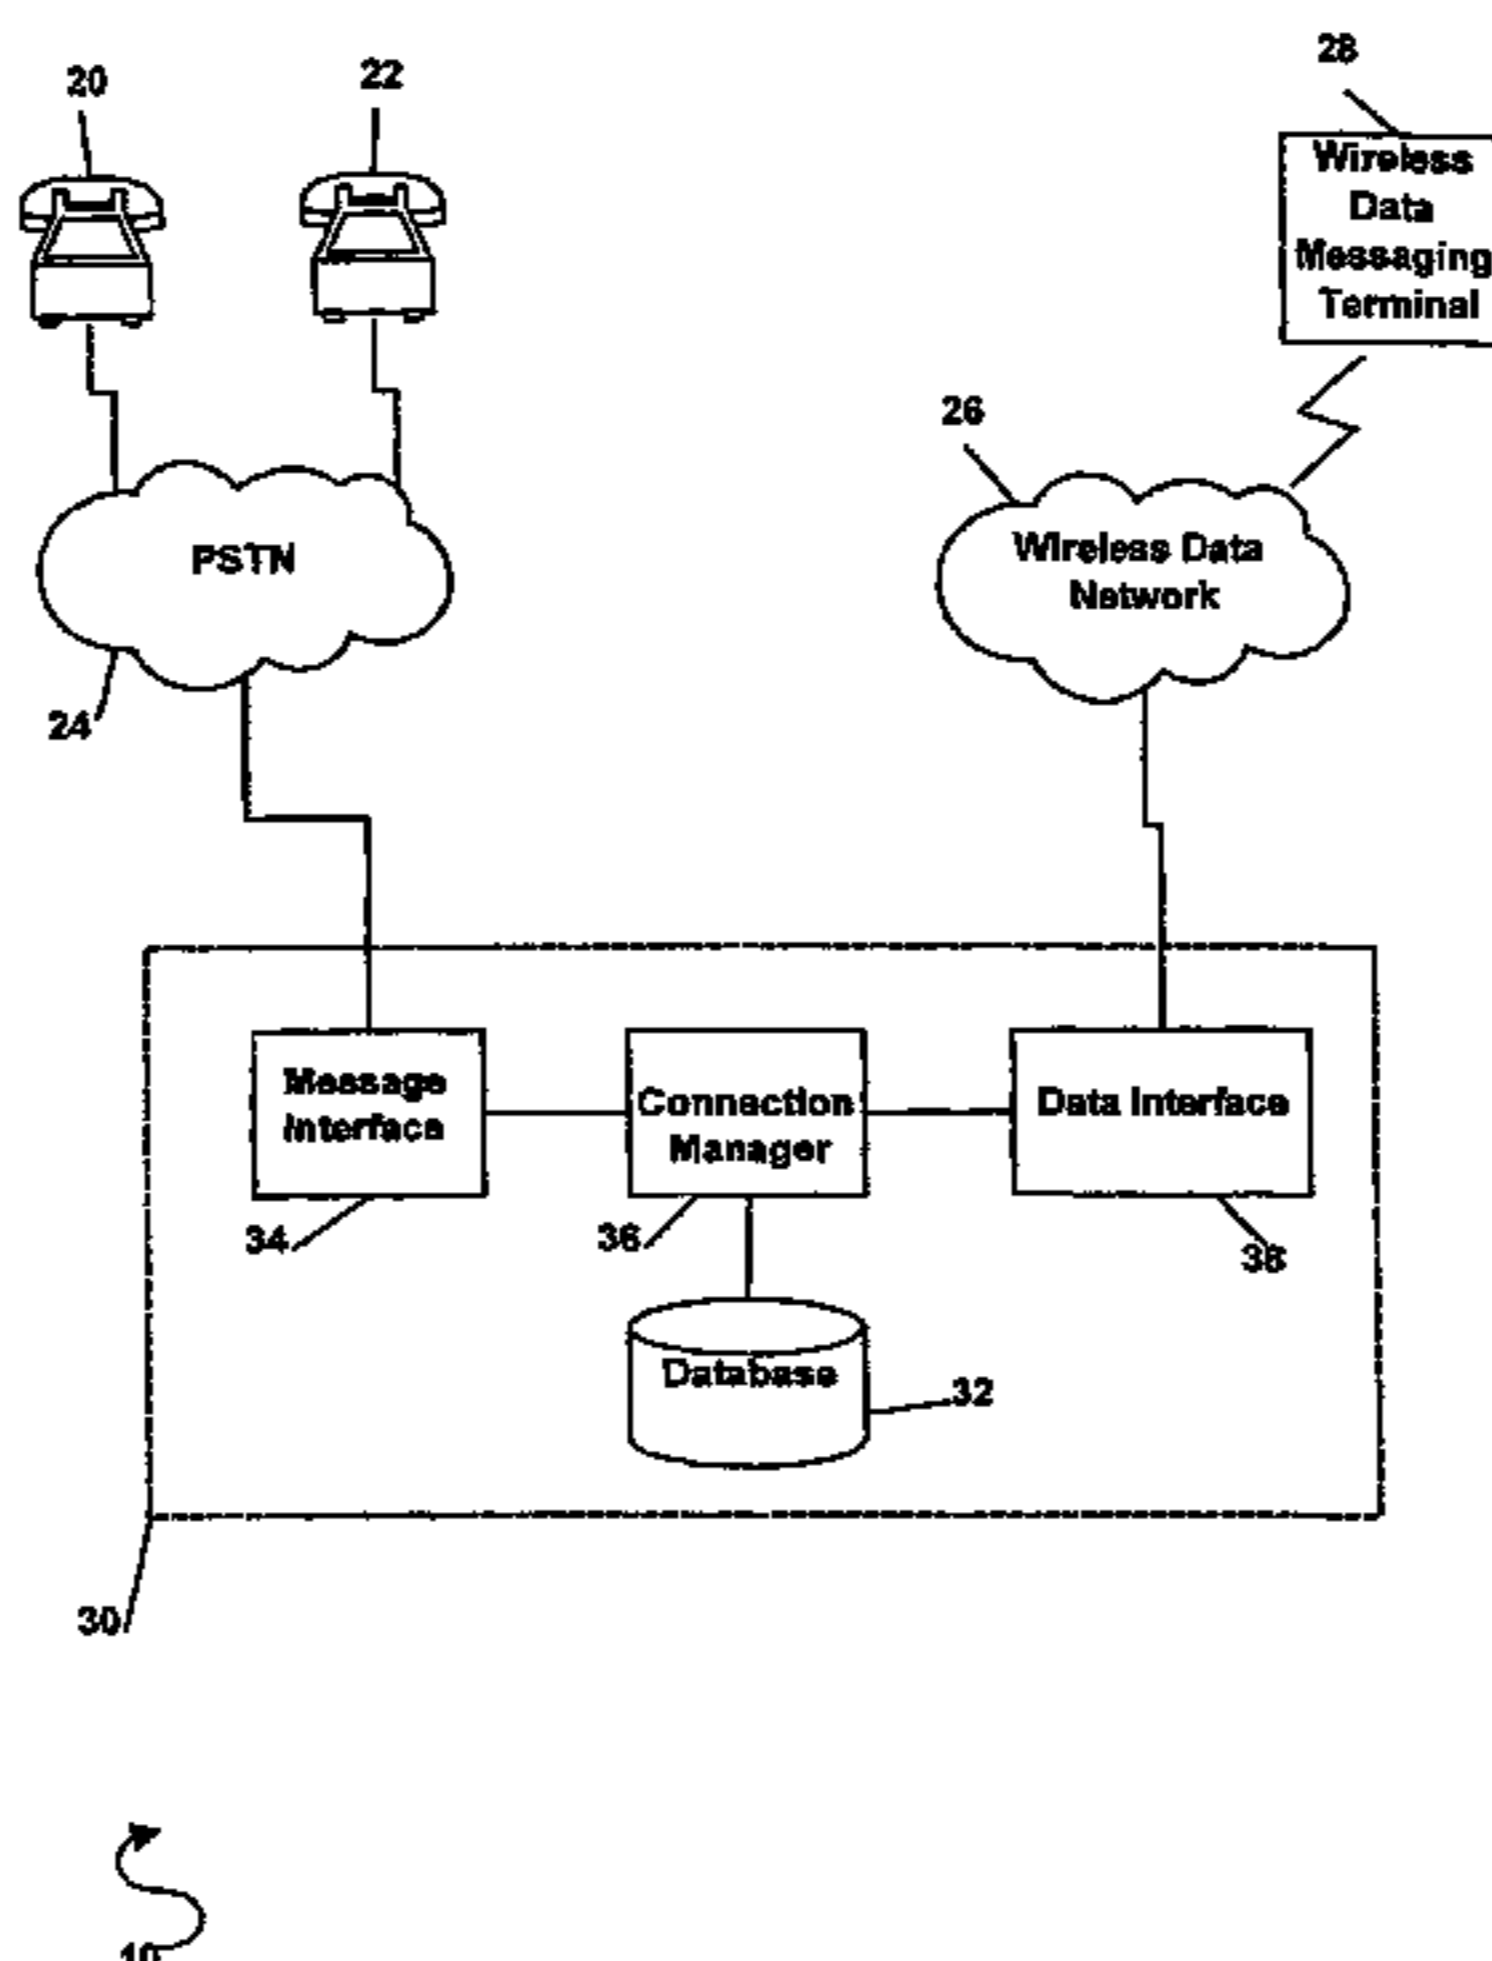 20
22
28
Wireless
Data
Messaging
Terminal
26
PSTN
Wireless Data
Network
24
Message
Interface
Connection
Manager
Data Interface
34
36
38
Database
32
30
10